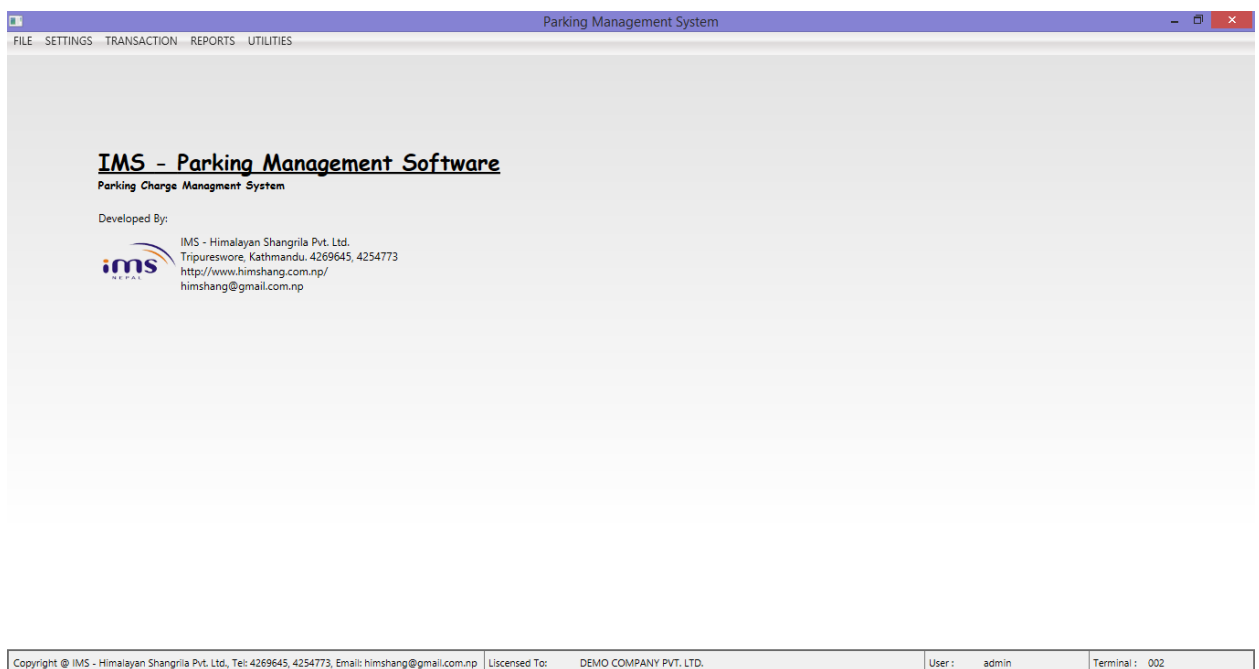 Parking Management System
FILE SETTINGS TRANSACTION REPORTS UTILITIES
IMS - Parking Management Software
Parking Charge Managment System
Developed By:
ims
NEPAL
IMS - Himalayan Shangrila Pvt. Ltd.
Tripureswore, Kathmandu. 4269645, 4254773
http://www.himshang.com.np/
himshang@gmail.com.np
Copyright @ IMS - Himalayan Shangrila Pvt. Ltd., Tel: 4269645, 4254773, Email: himshang@gmail.com.np Liscensed To: DEMO COMPANY PVT. LTD. User : admin Terminal : 002